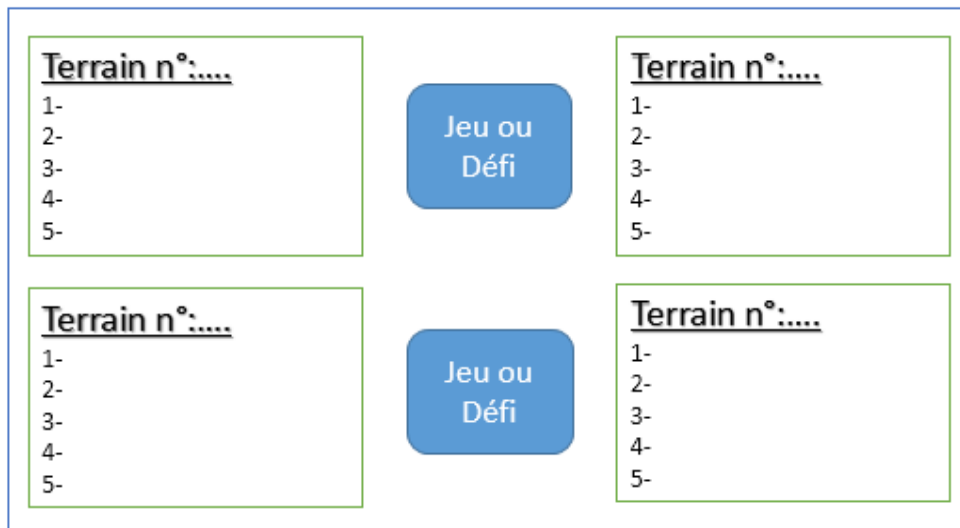 Terrain n°:....
1-
2-
3-
4-
5-
Jeu ou
Défi
Terrain n°:....
1-
2-
3-
4-
5-
Terrain n°:....
1-
2-
3-
4-
5-
Jeu ou
Défi
Terrain n°:....
1-
2-
3-
4-
5-